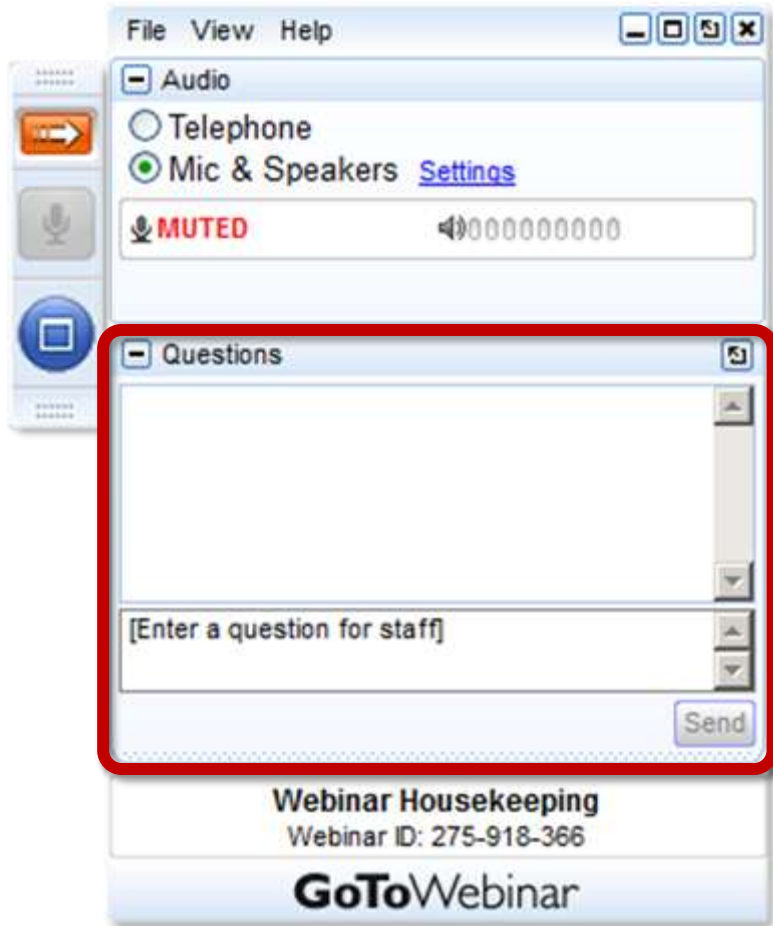 File View Help
Audio
Telephone
Mic & Speakers Settings
MUTED
Questions
[Enter a question for staff]
Send
Webinar Housekeeping
Webinar ID: 275-918-366
GoToWebinar